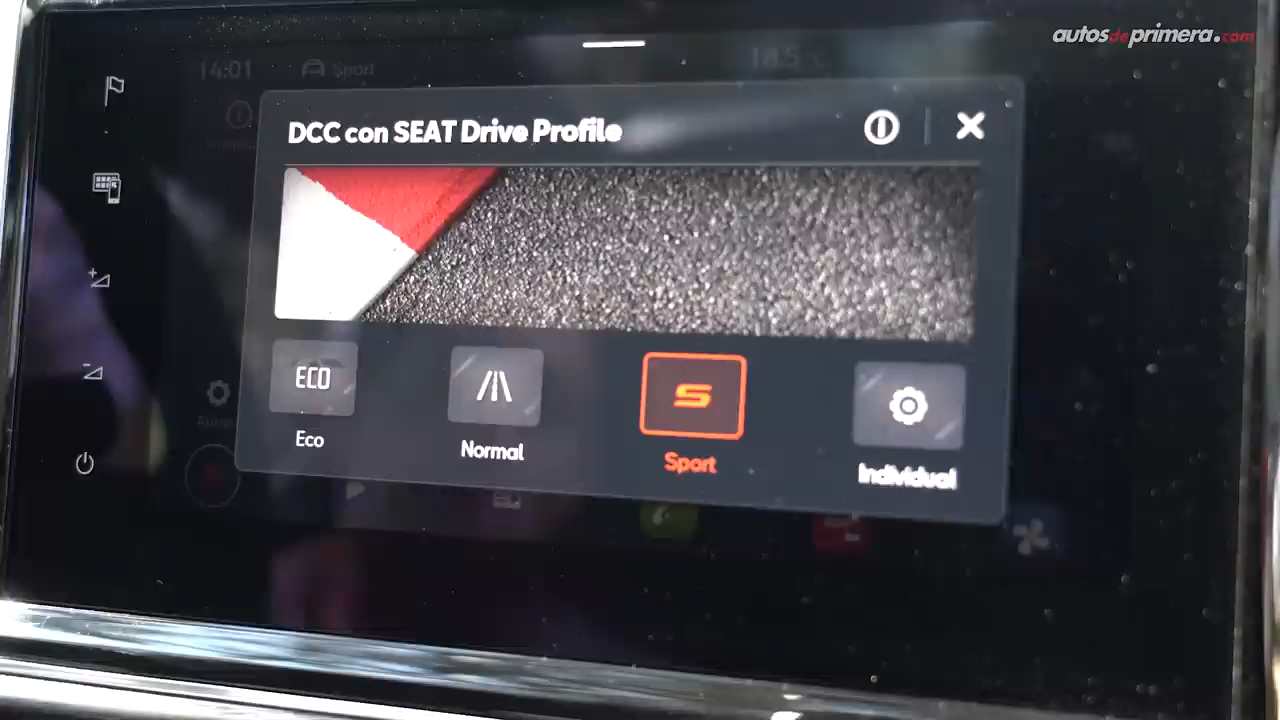 autosdeprimera.com
14:01 Sport 18.5
DCC con SEAT Drive Profile
ECO
S
Eco
Normal
Sport
Individual